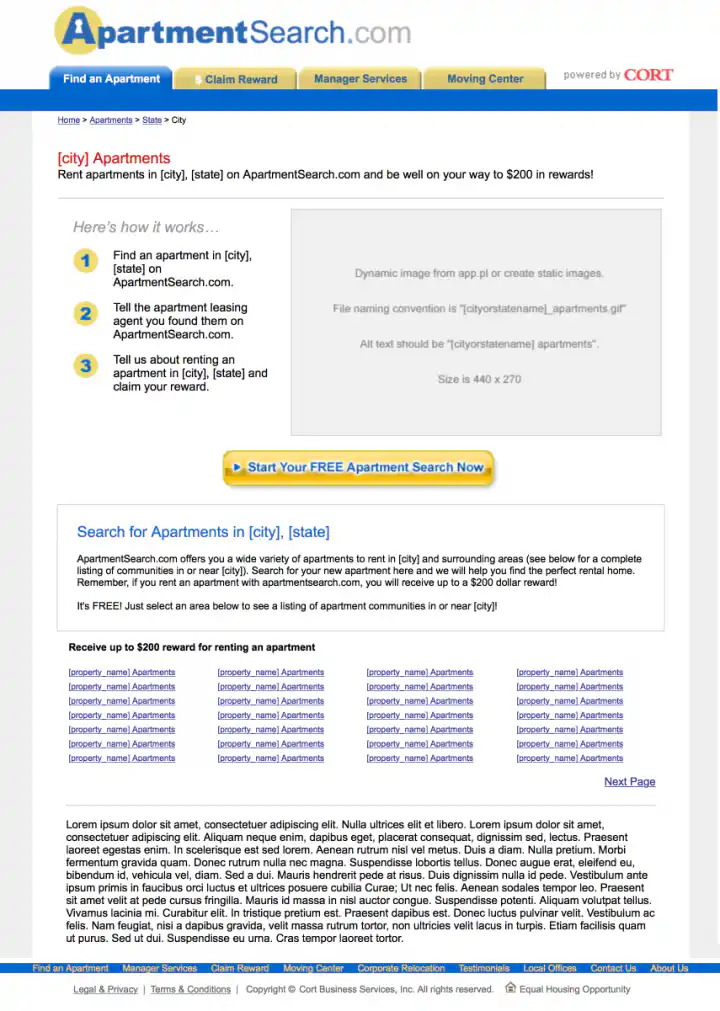 ApartmentSearch.com
Find an Apartment
$ Claim Reward
Manager Services
Moving Center
powered by CORT
Home > Apartments > State > City
[city] Apartments
Rent apartments in [city], [state] on ApartmentSearch.com and be well on your way to $200 in rewards!
Here's how it works…
1
Find an apartment in [city],
[state] on
ApartmentSearch.com.
2
Tell the apartment leasing
agent you found them on
ApartmentSearch.com.
3
Tell us about renting an
apartment in [city], [state] and
claim your reward.
Dynamic image from app.pl or create static images.
File naming convention is "[cityorstatename]_apartments.gif"
Alt text should be "[cityorstatename] apartments".
Size is 440 x 270
Start Your FREE Apartment Search Now
Search for Apartments in [city], [state]
ApartmentSearch.com offers you a wide variety of apartments to rent in [city] and surrounding areas (see below for a complete
listing of communities in or near [city]). Search for your new apartment here and we will help you find the perfect rental home.
Remember, if you rent an apartment with apartmentsearch.com, you will receive up to a $200 dollar reward!
It's FREE! Just select an area below to see a listing of apartment communities in or near [city]!
Receive up to $200 reward for renting an apartment
[property_name] Apartments [property_name] Apartments [property_name] Apartments [property_name] Apartments
[property_name] Apartments [property_name] Apartments [property_name] Apartments [property_name] Apartments
[property_name] Apartments [property_name] Apartments [property_name] Apartments [property_name] Apartments
[property_name] Apartments [property_name] Apartments [property_name] Apartments [property_name] Apartments
[property_name] Apartments [property_name] Apartments [property_name] Apartments [property_name] Apartments
[property_name] Apartments [property_name] Apartments [property_name] Apartments [property_name] Apartments
[property_name] Apartments [property_name] Apartments [property_name] Apartments [property_name] Apartments
Next Page
Lorem ipsum dolor sit amet, consectetuer adipiscing elit. Nulla ultrices elit et libero. Lorem ipsum dolor sit amet,
consectetuer adipiscing elit. Aliquam neque enim, dapibus eget, placerat consequat, dignissim sed, lectus. Praesent
laoreet egestas enim. In scelerisque est sed lorem. Aenean rutrum nisl vel metus. Duis a diam. Nulla pretium. Morbi
fermentum gravida quam. Donec rutrum nulla nec magna. Suspendisse lobortis tellus. Donec augue erat, eleifend eu,
bibendum id, vehicula vel, diam. Sed a dui. Mauris hendrerit pede at risus. Duis dignissim nulla id pede. Vestibulum ante
ipsum primis in faucibus orci luctus et ultrices posuere cubilia Curae; Ut nec felis. Aenean sodales tempor leo. Praesent
sit amet velit at pede cursus fringilla. Mauris id massa in nisl auctor congue. Suspendisse potenti. Aliquam volutpat tellus.
Vivamus lacinia mi. Curabitur elit. In tristique pretium est. Praesent dapibus est. Donec luctus pulvinar velit. Vestibulum ac
felis. Nam feugiat, nisi a dapibus gravida, velit massa rutrum tortor, non ultricies velit lacus in turpis. Etiam facilisis quam
ut purus. Sed ut dui. Suspendisse eu urna. Cras tempor laoreet tortor.
Find an Apartment Manager Services Claim Reward Moving Center Corporate Relocation Testimonials Local Offices Contact Us About Us
Legal & Privacy | Terms & Conditions | Copyright © Cort Business Services, Inc. All rights reserved. Equal Housing Opportunity